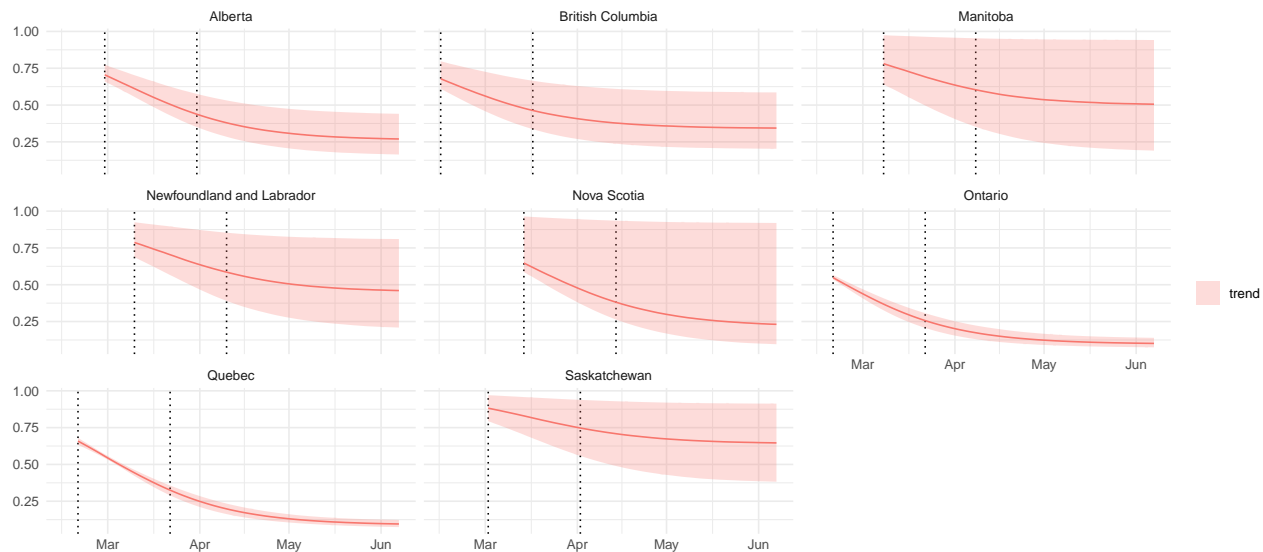 Alberta British Columbia Manitoba
1.00
0.75
0.50
0.25
Newfoundland and Labrador Nova Scotia Ontario
1.00
0.75
0.50
0.25
trend
Mar Apr May Jun
Quebec Saskatchewan
1.00
0.75
0.50
0.25
Mar Apr May Jun Mar Apr May Jun